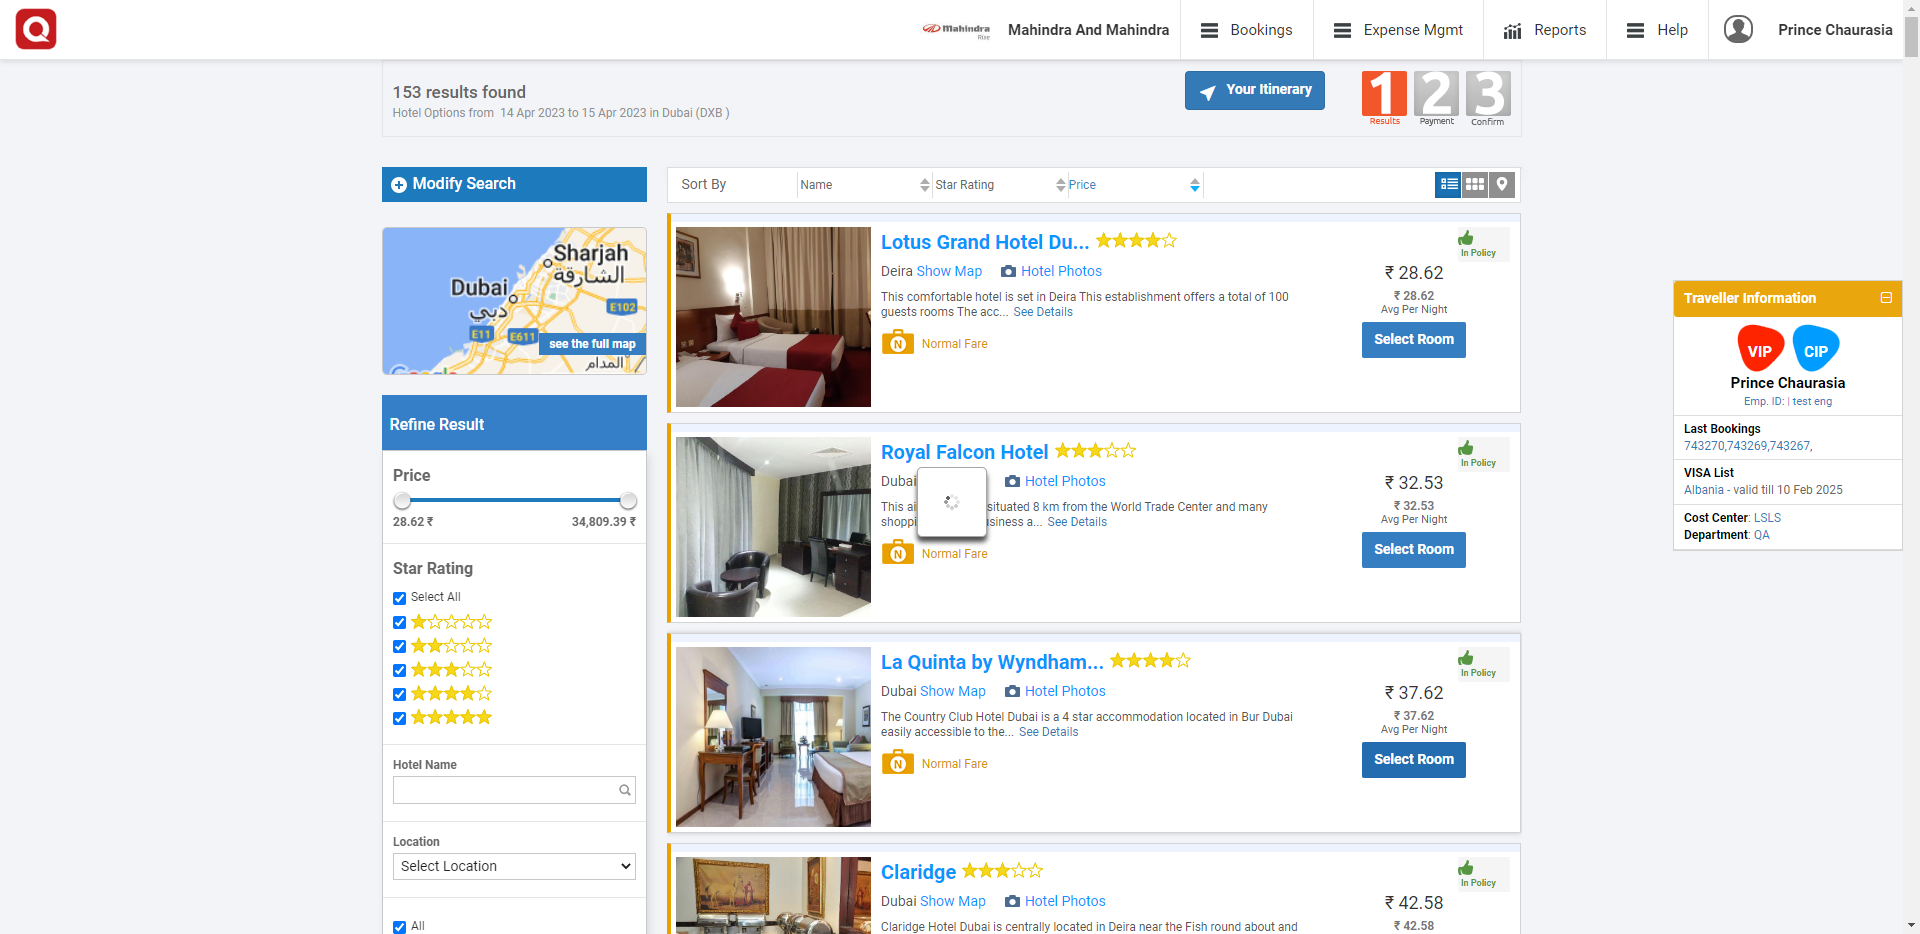 Q
Mahindra
Rise
Mahindra And Mahindra
Bookings
Expense Mgmt
Reports
Help
Prince Chaurasia
153 results found
Hotel Options from 14 Apr 2023 to 15 Apr 2023 in Dubai (DXB )
Your Itinerary
1 2 3
Results Payment Confirm
Modify Search
Sharjah
الشارقة
Dubai
دبي
E102
E11
E611
see the full map
المدام
Google
Refine Result
Price
28.62 ₹ 34,809.39 ₹
Star Rating
Select All
Hotel Name
Location
Select Location
All
Sort By Name Star Rating Price
Lotus Grand Hotel Du...
Deira Show Map Hotel Photos
This comfortable hotel is set in Deira This establishment offers a total of 100
guests rooms The acc... See Details
N Normal Fare
In Policy
₹ 28.62
₹ 28.62
Avg Per Night
Select Room
Royal Falcon Hotel
Dubai Hotel Photos
This ai situated 8 km from the World Trade Center and many
shoppi usiness a... See Details
N Normal Fare
In Policy
₹ 32.53
₹ 32.53
Avg Per Night
Select Room
La Quinta by Wyndham...
Dubai Show Map Hotel Photos
The Country Club Hotel Dubai is a 4 star accommodation located in Bur Dubai
easily accessible to the... See Details
N Normal Fare
In Policy
₹ 37.62
₹ 37.62
Avg Per Night
Select Room
Claridge
Dubai Show Map Hotel Photos
Claridge Hotel Dubai is centrally located in Deira near the Fish round about and
In Policy
₹ 42.58
₹ 42.58
Traveller Information
VIP CIP
Prince Chaurasia
Emp. ID: | test eng
Last Bookings
743270,743269,743267,
VISA List
Albania - valid till 10 Feb 2025
Cost Center: LSLS
Department: QA